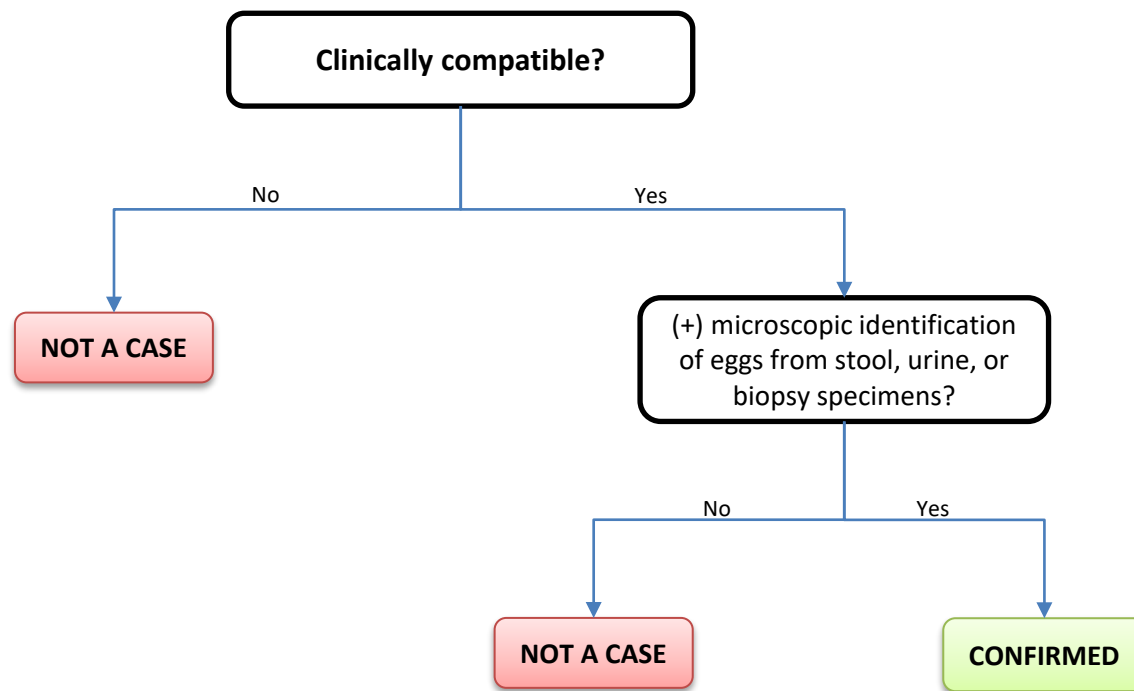 Clinically compatible?
No
Yes
NOT A CASE
(+) microscopic identification
of eggs from stool, urine, or
biopsy specimens?
No
Yes
NOT A CASE
CONFIRMED